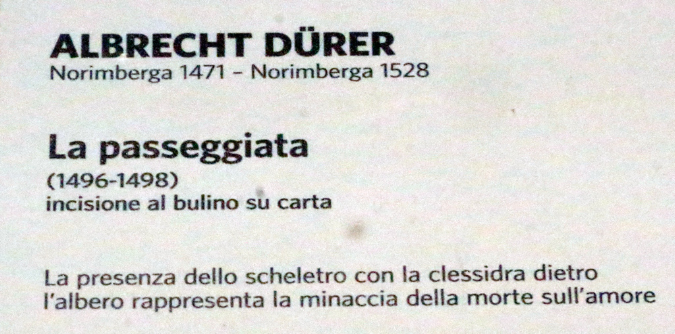 ALBRECHT DÜRER
Norimberga 1471 – Norimberga 1528
La passeggiata
(1496-1498)
incisione al bulino su carta
La presenza dello scheletro con la clessidra dietro
l'albero rappresenta la minaccia della morte sull'amore